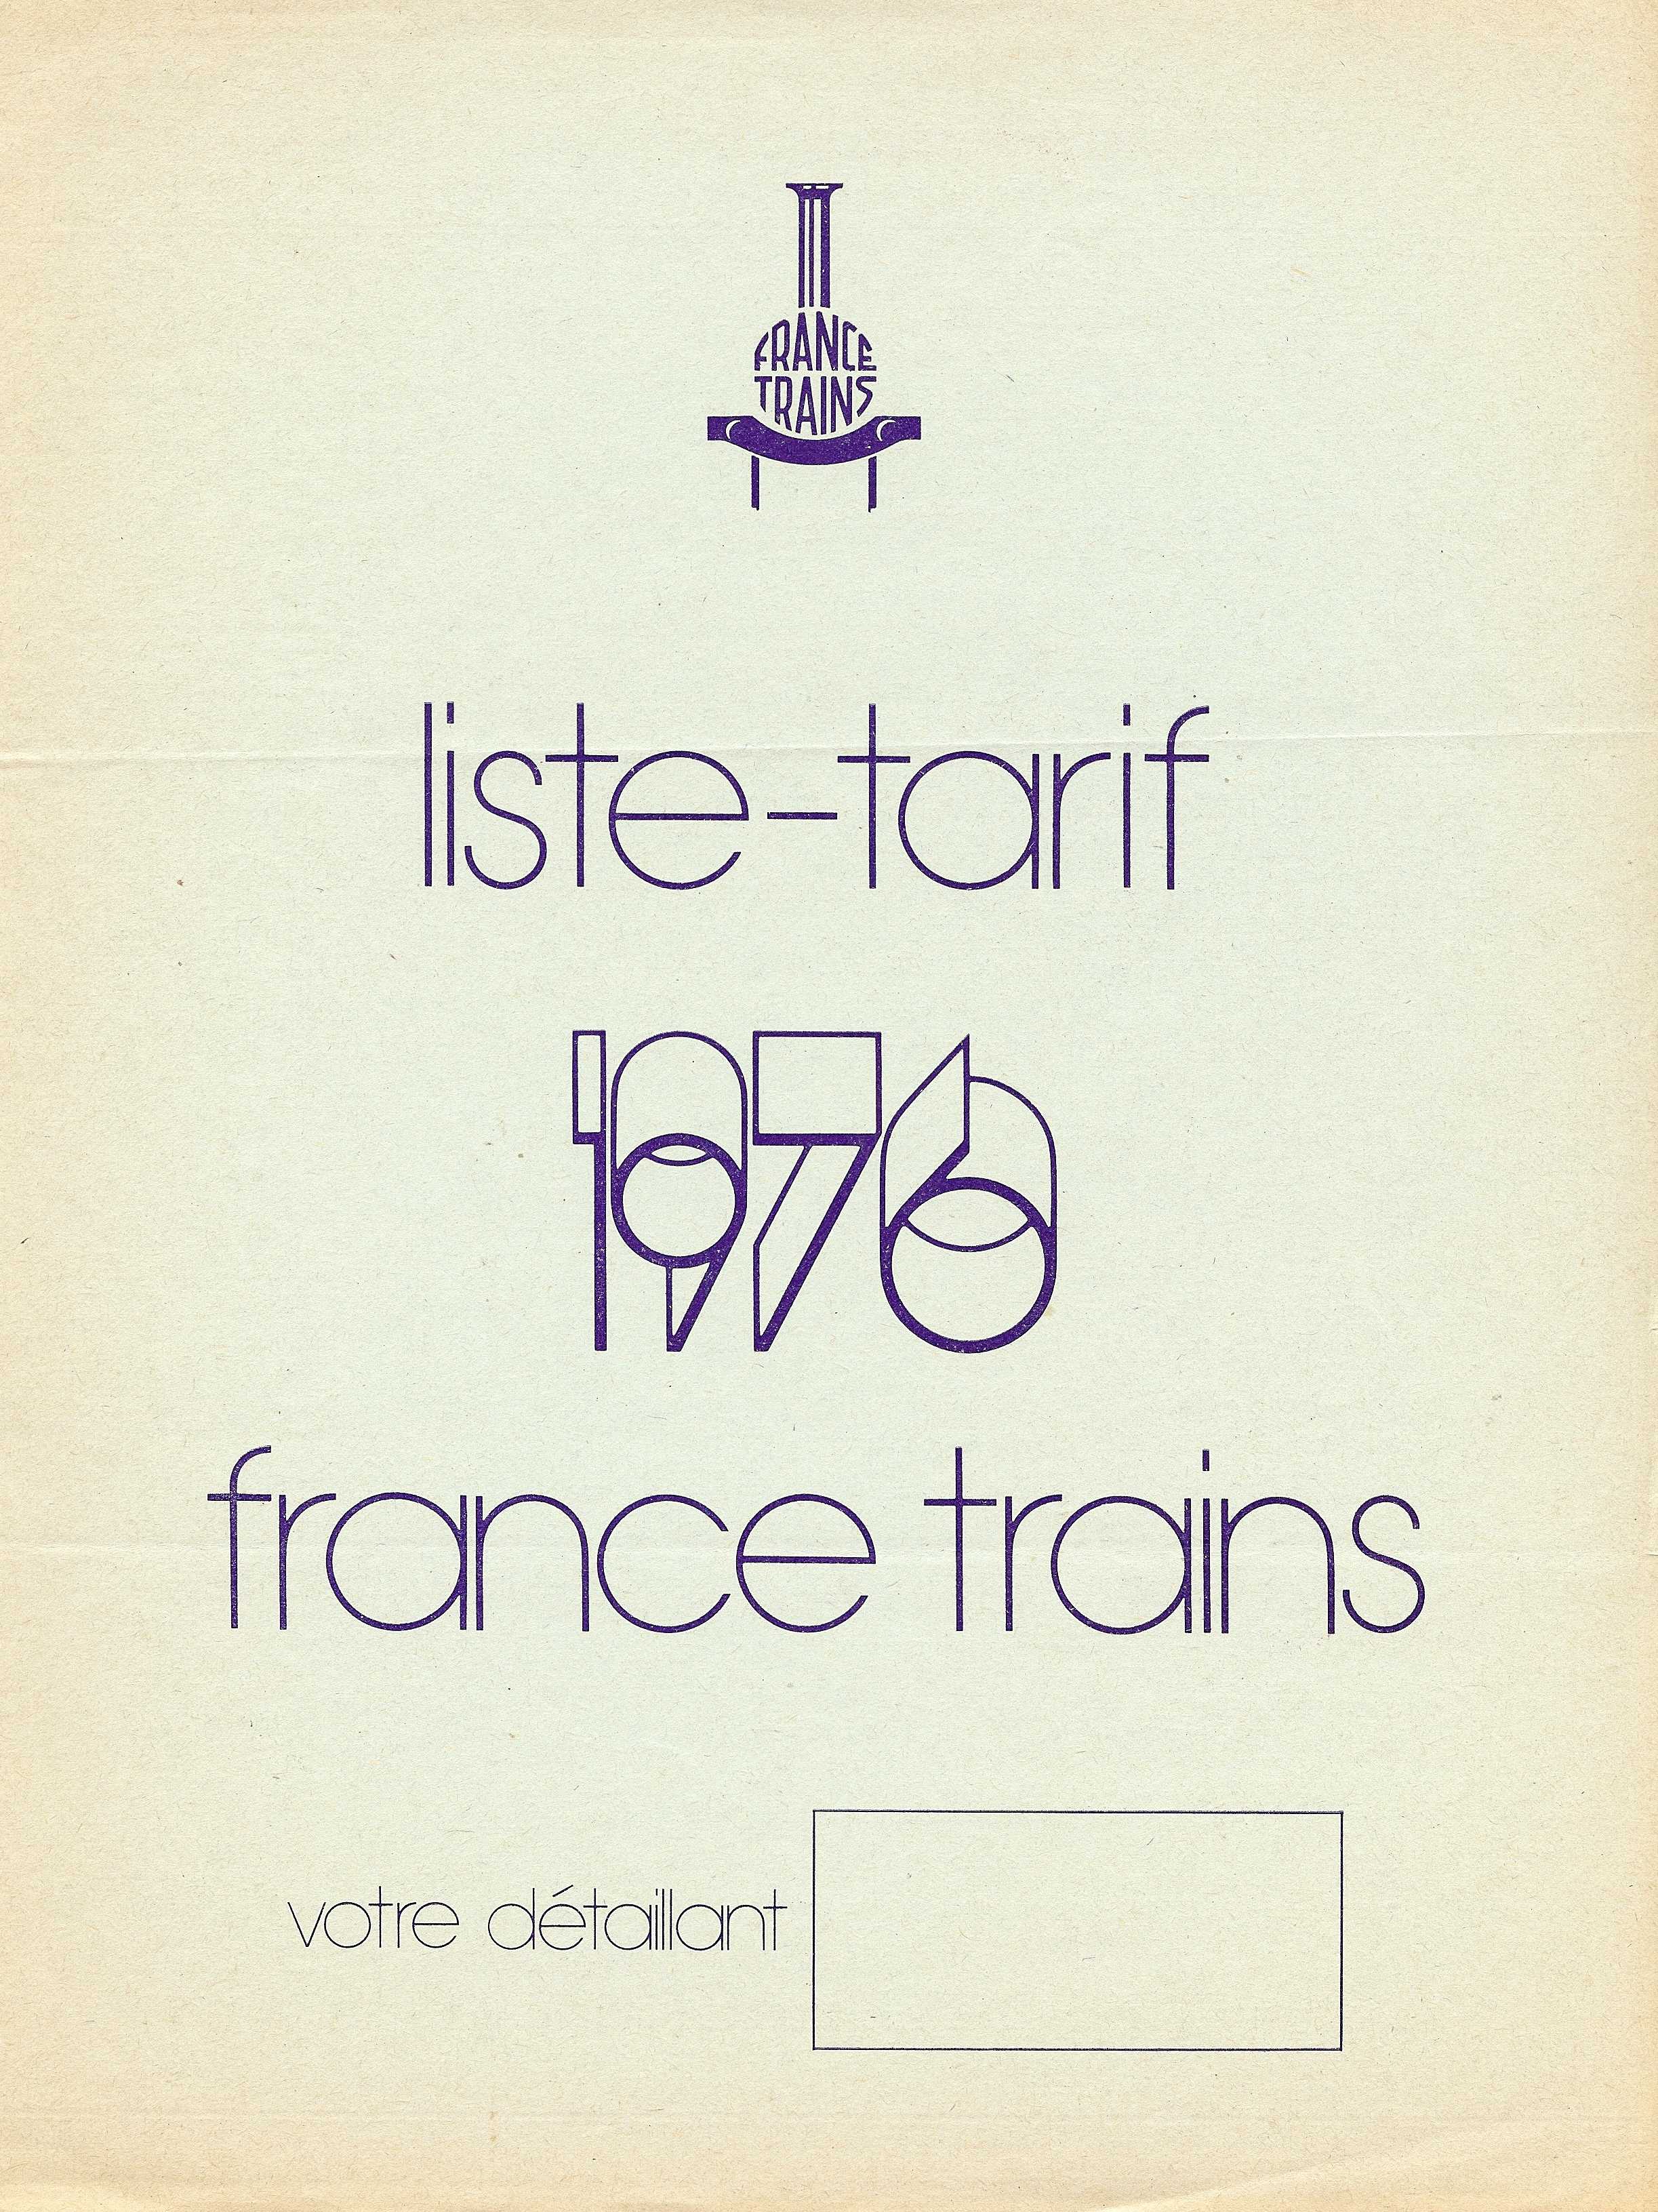 FRANCE
TRAINS
liste-tarif
1976
france trains
votre détaillant